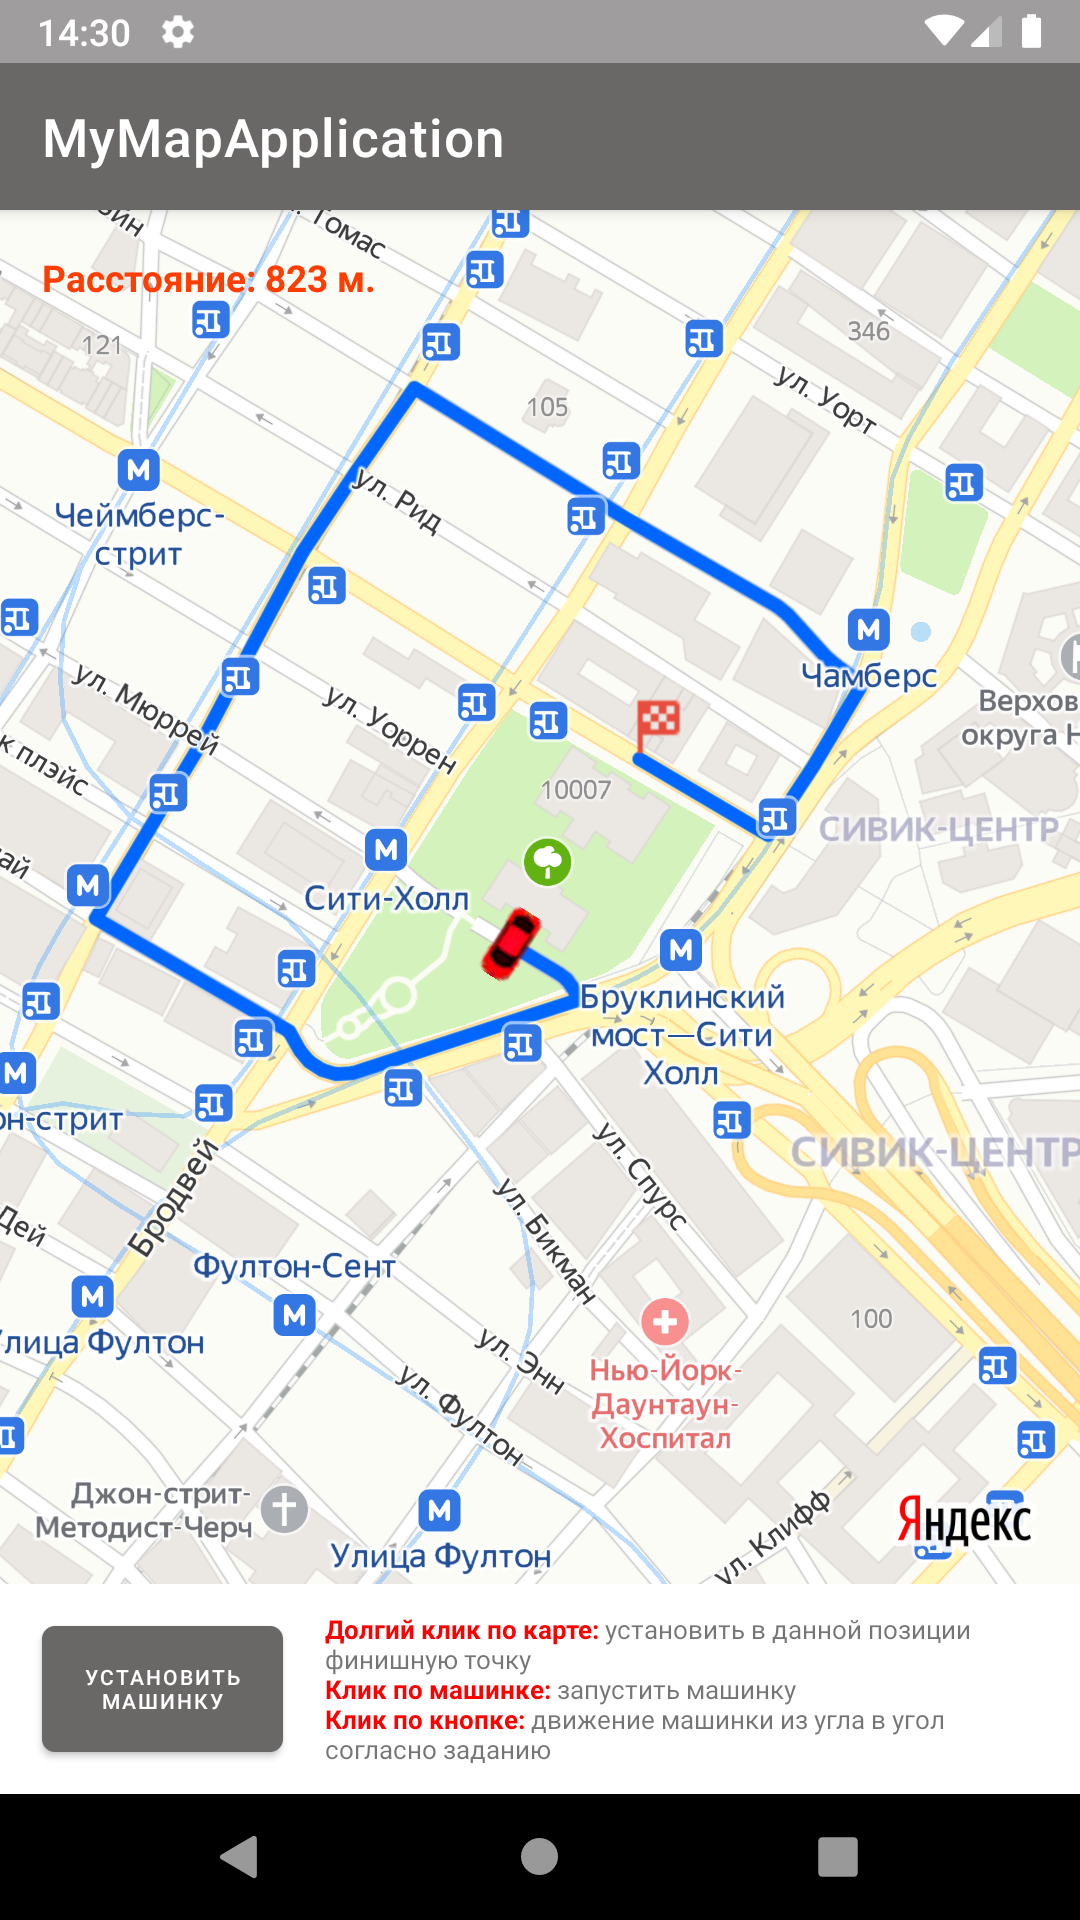 14:30
MyMapApplication
Томас
Расстояние: 823 м.
121
346
ул. Уорт
105
ул. Рид
Чеймберс-
стрит
Чамберс
ул. Мюррей
ул. Уоррен
Верхов
округа Н
к плэйс
10007
СИВИК-ЦЕНТР
Сити-Холл
Бруклинский
мост—Сити
Холл
он-стрит
СИВИК-ЦЕНТР
ул. Спурс
Бродвей
Дей
ул. Бикман
Фултон-Сент
100
Улица Фултон
ул. Энн
Нью-Йорк-
Даунтаун-
Хоспитал
ул. Фултон
Джон-стрит-
Методист-Черч
Улица Фултон
ул. Клифф
Яндекс
УСТАНОВИТЬ
МАШИНКУ
Долгий клик по карте: установить в данной позиции
финишную точку
Клик по машинке: запустить машинку
Клик по кнопке: движение машинки из угла в угол
согласно заданию